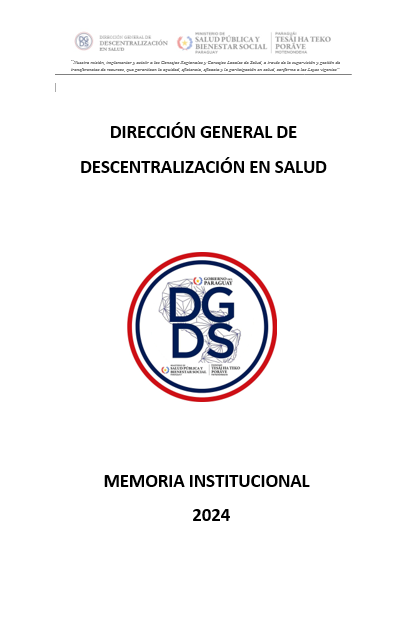 DIRECCIÓN GENERAL DE
DESCENTRALIZACIÓN
EN SALUD
MINISTERIO DE
SALUD PÚBLICA Y
BIENESTAR SOCIAL
PARAGUAY
PARAGUÁI
TESÃI HA TEKO
PORÃVE
MOTENONDEHA
"Nuestra misión, implementar y asistir a los Consejos Regionales y Consejos Locales de Salud, a través de la supervisión y gestión de
transferencias de recursos, que garanticen la equidad, eficiencia, eficacia y la participación en salud, conforme a las Leyes vigentes"
DIRECCIÓN GENERAL DE
DESCENTRALIZACIÓN EN SALUD
GOBIERNO DEL
PARAGUAY
DG
DS
MINISTERIO DE
SALUD PÚBLICA Y
BIENESTAR SOCIAL
TESÃI HA TEKO
PORÃVE
MEMORIA INSTITUCIONAL
2024